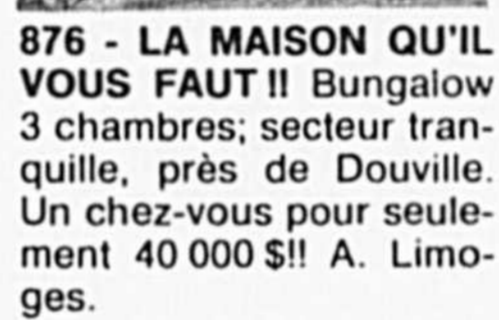 876 - LA MAISON QU'IL
VOUS FAUT!! Bungalow
3 chambres; secteur tran-
quille, près de Douville.
Un chez-vous pour seule-
ment 40 000 $!! A. Limo-
ges.